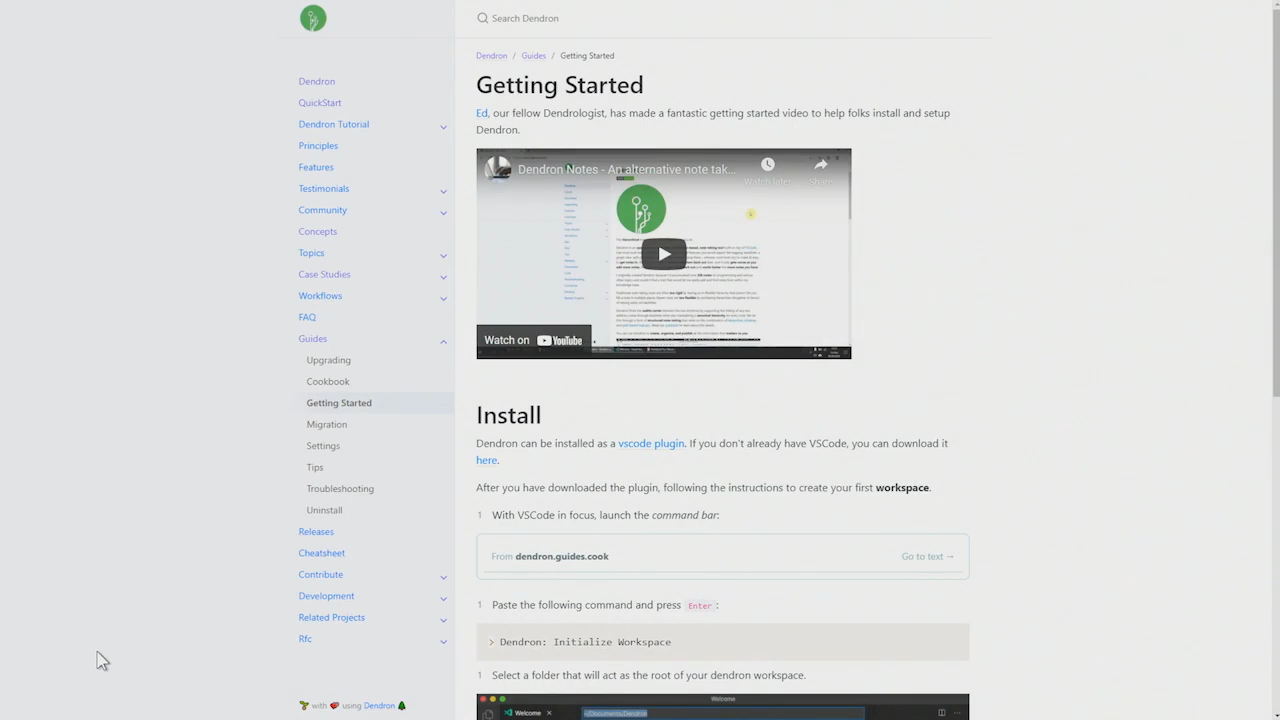 Search Dendron
Dendron / Guides / Getting Started
Dendron
QuickStart
Dendron Tutorial
Principles
Features
Testimonials
Community
Concepts
Topics
Case Studies
Workflows
FAQ
Guides
Upgrading
Cookbook
Getting Started
Migration
Settings
Tips
Troubleshooting
Uninstall
Releases
Cheatsheet
Contribute
Development
Related Projects
Rfc
with using Dendron
Getting Started
Ed, our fellow Dendrologist, has made a fantastic getting started video to help folks install and setup
Dendron.
Dendron Notes - An alternative note tak...
Watch later
Share
Watch on YouTube
Install
Dendron can be installed as a vscode plugin. If you don't already have VSCode, you can download it
here.
After you have downloaded the plugin, following the instructions to create your first workspace.
1 With VSCode in focus, launch the command bar:
From dendron.guides.cook
Go to text →
1 Paste the following command and press Enter:
> Dendron: Initialize Workspace
1 Select a folder that will act as the root of your dendron workspace.
Welcome
Welcome ×
~/Documents/Dendron